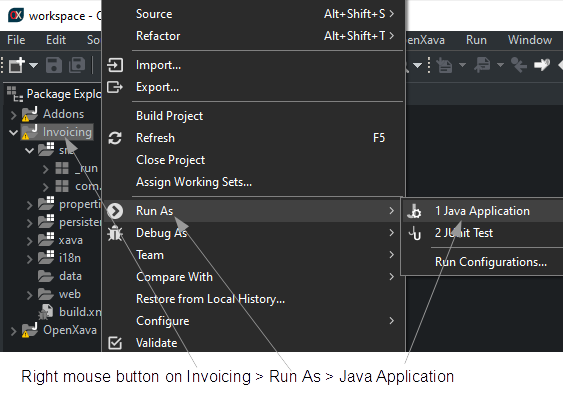 workspace - O
File Edit
OpenXava Run Window
Package Explo
Addons
Invoicing
src
_run
com.
properti
persisten
xava
i18n
data
web
build.xm
OpenXava
Source Alt+Shift+S
Refactor Alt+Shift+T
Import...
Export...
Build Project
Refresh F5
Close Project
Assign Working Sets...
Run As
Debug As
Team
Compare With
Restore from Local History...
Configure
Validate
1 Java Application
2 JUnit Test
Run Configurations...
Right mouse button on Invoicing > Run As > Java Application